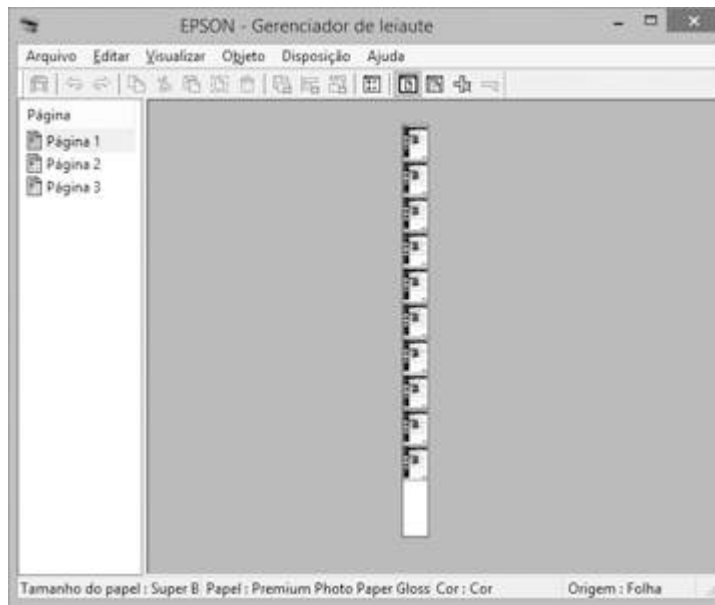 EPSON - Gerenciador de leiaute
Arquivo Editar Visualizar Objeto Disposição Ajuda
Página
Página 1
Página 2
Página 3
Tamanho do papel : Super B Papel : Premium Photo Paper Gloss Cor : Cor Origem : Folha